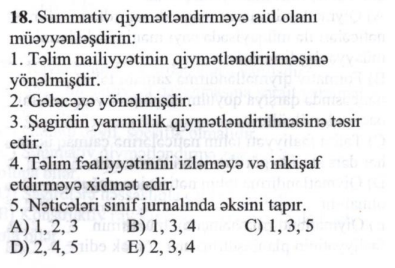 18. Summativ qiymətləndirməyə aid olanı
müəyyənləşdirin:
1. Təlim nailiyyətinin qiymətləndirilməsinə
yönəlmişdir.
2. Gələcəyə yönəlmişdir.
3. Şagirdin yarımillik qiymətləndirilməsinə təsir
edir.
4. Təlim fəaliyyətini izləməyə və inkişaf
etdirməyə xidmət edir.
5. Nəticələri sinif jurnalında əksini tapır.
A) 1, 2, 3 B) 1, 3, 4 C) 1, 3, 5
D) 2, 4, 5 E) 2, 3, 4